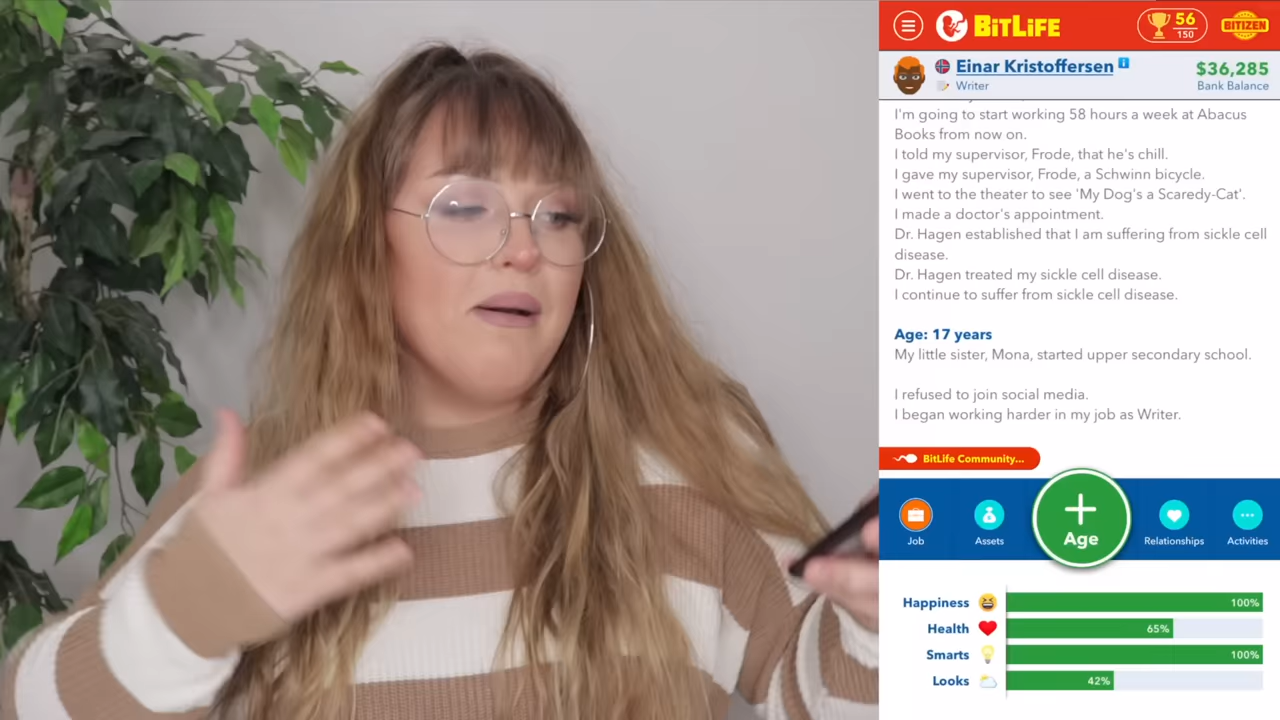 BITLIFE
56
150
BITIZEN
Einar Kristoffersen
$36,285
Writer
Bank Balance
I'm going to start working 58 hours a week at Abacus
Books from now on.
I told my supervisor, Frode, that he's chill.
I gave my supervisor, Frode, a Schwinn bicycle.
I went to the theater to see 'My Dog's a Scaredy-Cat'.
I made a doctor's appointment.
Dr. Hagen established that I am suffering from sickle cell
disease.
Dr. Hagen treated my sickle cell disease.
I continue to suffer from sickle cell disease.
Age: 17 years
My little sister, Mona, started upper secondary school.
I refused to join social media.
I began working harder in my job as Writer.
BitLife Community...
Job
Assets
Age
Relationships
Activities
Happiness
100%
Health
65%
Smarts
100%
Looks
42%